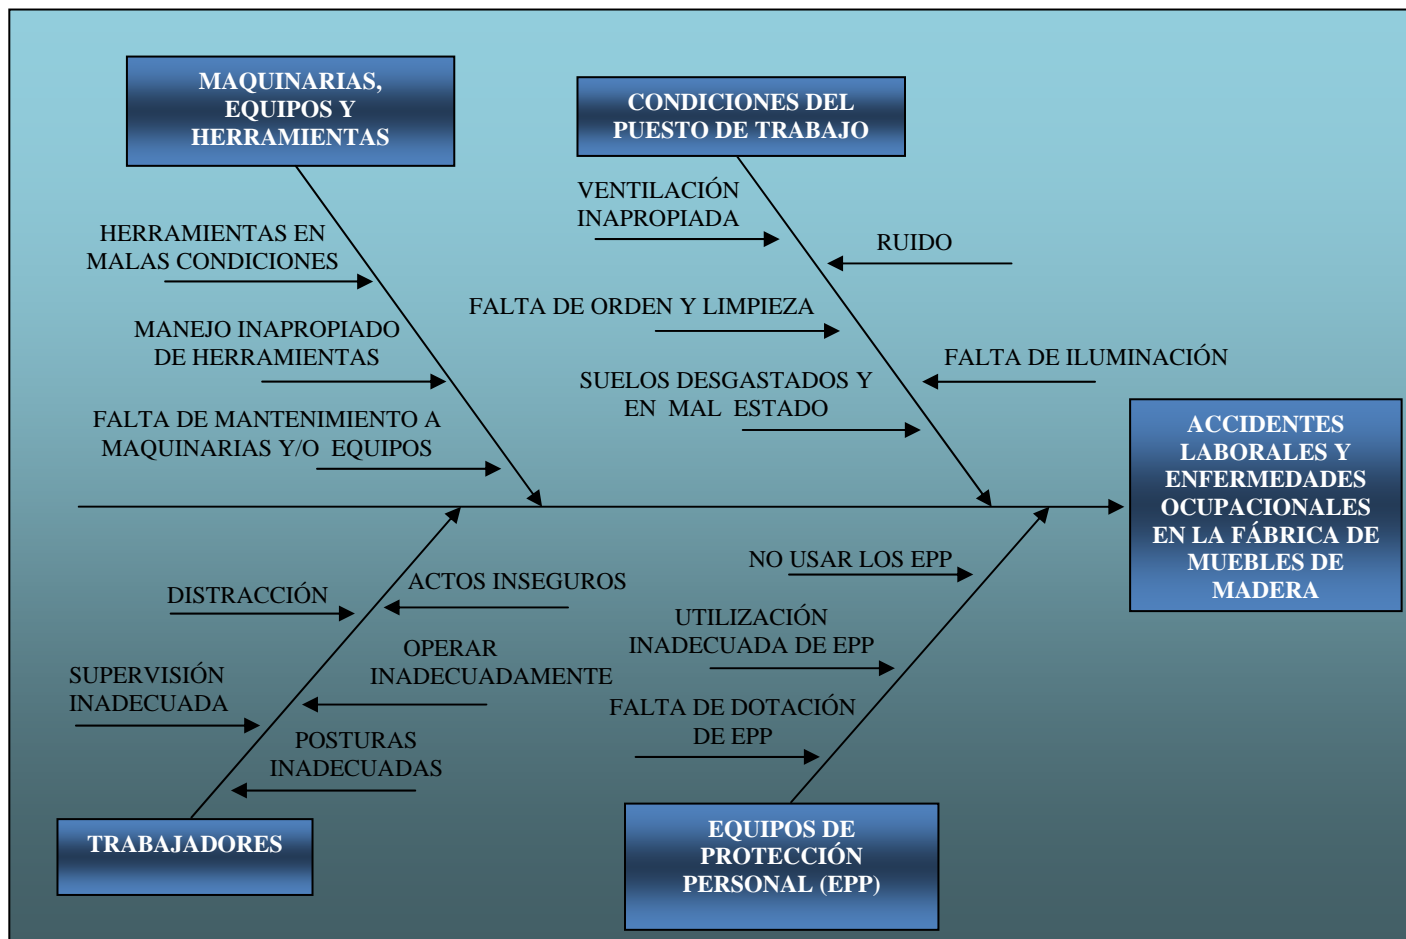 MAQUINARIAS,
EQUIPOS Y
HERRAMIENTAS
CONDICIONES DEL
PUESTO DE TRABAJO
HERRAMIENTAS EN
MALAS CONDICIONES
MANEJO INAPROPIADO
DE HERRAMIENTAS
FALTA DE MANTENIMIENTO A
MAQUINARIAS Y/O EQUIPOS
VENTILACIÓN
INAPROPIADA
RUIDO
FALTA DE ORDEN Y LIMPIEZA
FALTA DE ILUMINACIÓN
SUELOS DESGASTADOS Y
EN MAL ESTADO
ACCIDENTES
LABORALES Y
ENFERMEDADES
OCUPACIONALES
EN LA FÁBRICA DE
MUEBLES DE
MADERA
DISTRACCIÓN
ACTOS INSEGUROS
OPERAR
INADECUADAMENTE
SUPERVISIÓN
INADECUADA
POSTURAS
INADECUADAS
TRABAJADORES
NO USAR LOS EPP
UTILIZACIÓN
INADECUADA DE EPP
FALTA DE DOTACIÓN
DE EPP
EQUIPOS DE
PROTECCIÓN
PERSONAL (EPP)